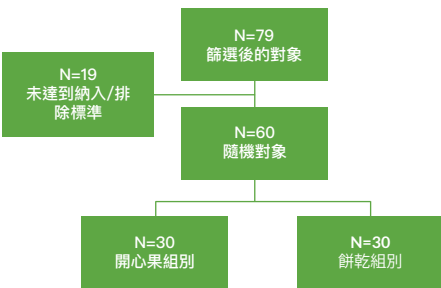 N=79
篩選後的對象
N=19
未達到納入/排
除標準
N=60
隨機對象
N=30
開心果組別
N=30
餅乾組別